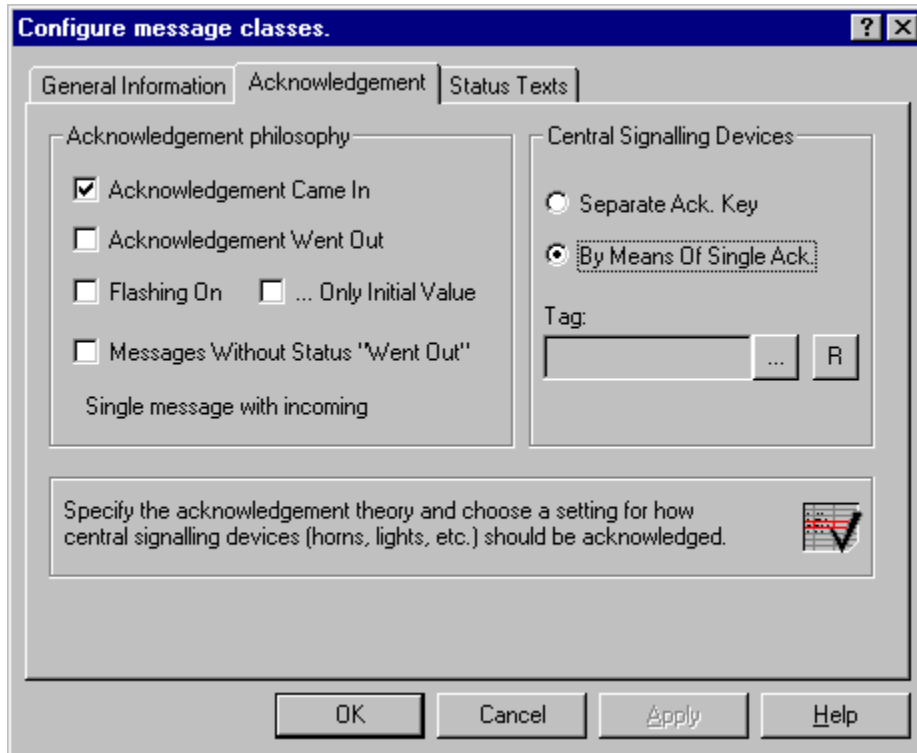 Configure message classes.
General Information
Acknowledgement
Status Texts
Acknowledgement philosophy
Acknowledgement Came In
Acknowledgement Went Out
Flashing On
... Only Initial Value
Messages Without Status "Went Out"
Single message with incoming
Central Signalling Devices
Separate Ack. Key
By Means Of Single Ack.
Tag:
...
R
Specify the acknowledgement theory and choose a setting for how
central signalling devices (horns, lights, etc.) should be acknowledged.
OK
Cancel
Apply
Help